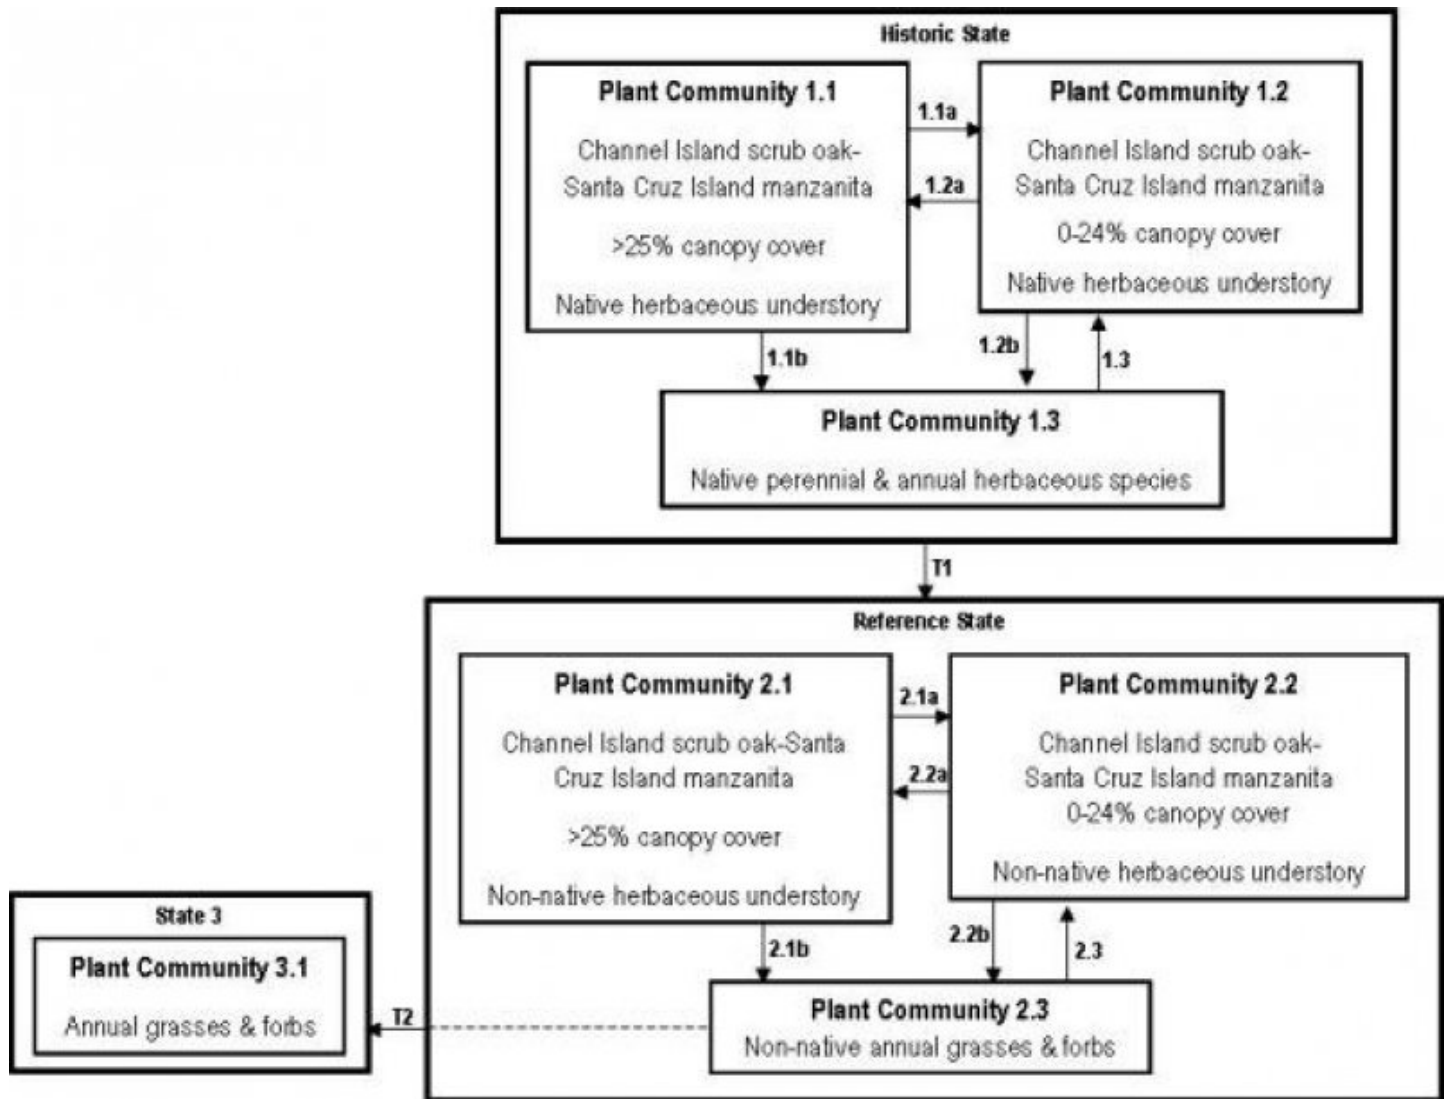 Historic State
Plant Community 1.1
Channel Island scrub oak-
Santa Cruz Island manzanita
>25% canopy cover
Native herbaceous understory
1.1a
1.2a
Plant Community 1.2
Channel Island scrub oak-
Santa Cruz Island manzanita
0-24% canopy cover
Native herbaceous understory
1.1b
1.2b
1.3
Plant Community 1.3
Native perennial & annual herbaceous species
T1
Reference State
Plant Community 2.1
Channel Island scrub oak-Santa
Cruz Island manzanita
>25% canopy cover
Non-native herbaceous understory
2.1a
2.2a
Plant Community 2.2
Channel Island scrub oak-
Santa Cruz Island manzanita
0-24% canopy cover
Non-native herbaceous understory
2.1b
2.2b
2.3
Plant Community 2.3
Non-native annual grasses & forbs
T2
State 3
Plant Community 3.1
Annual grasses & forbs